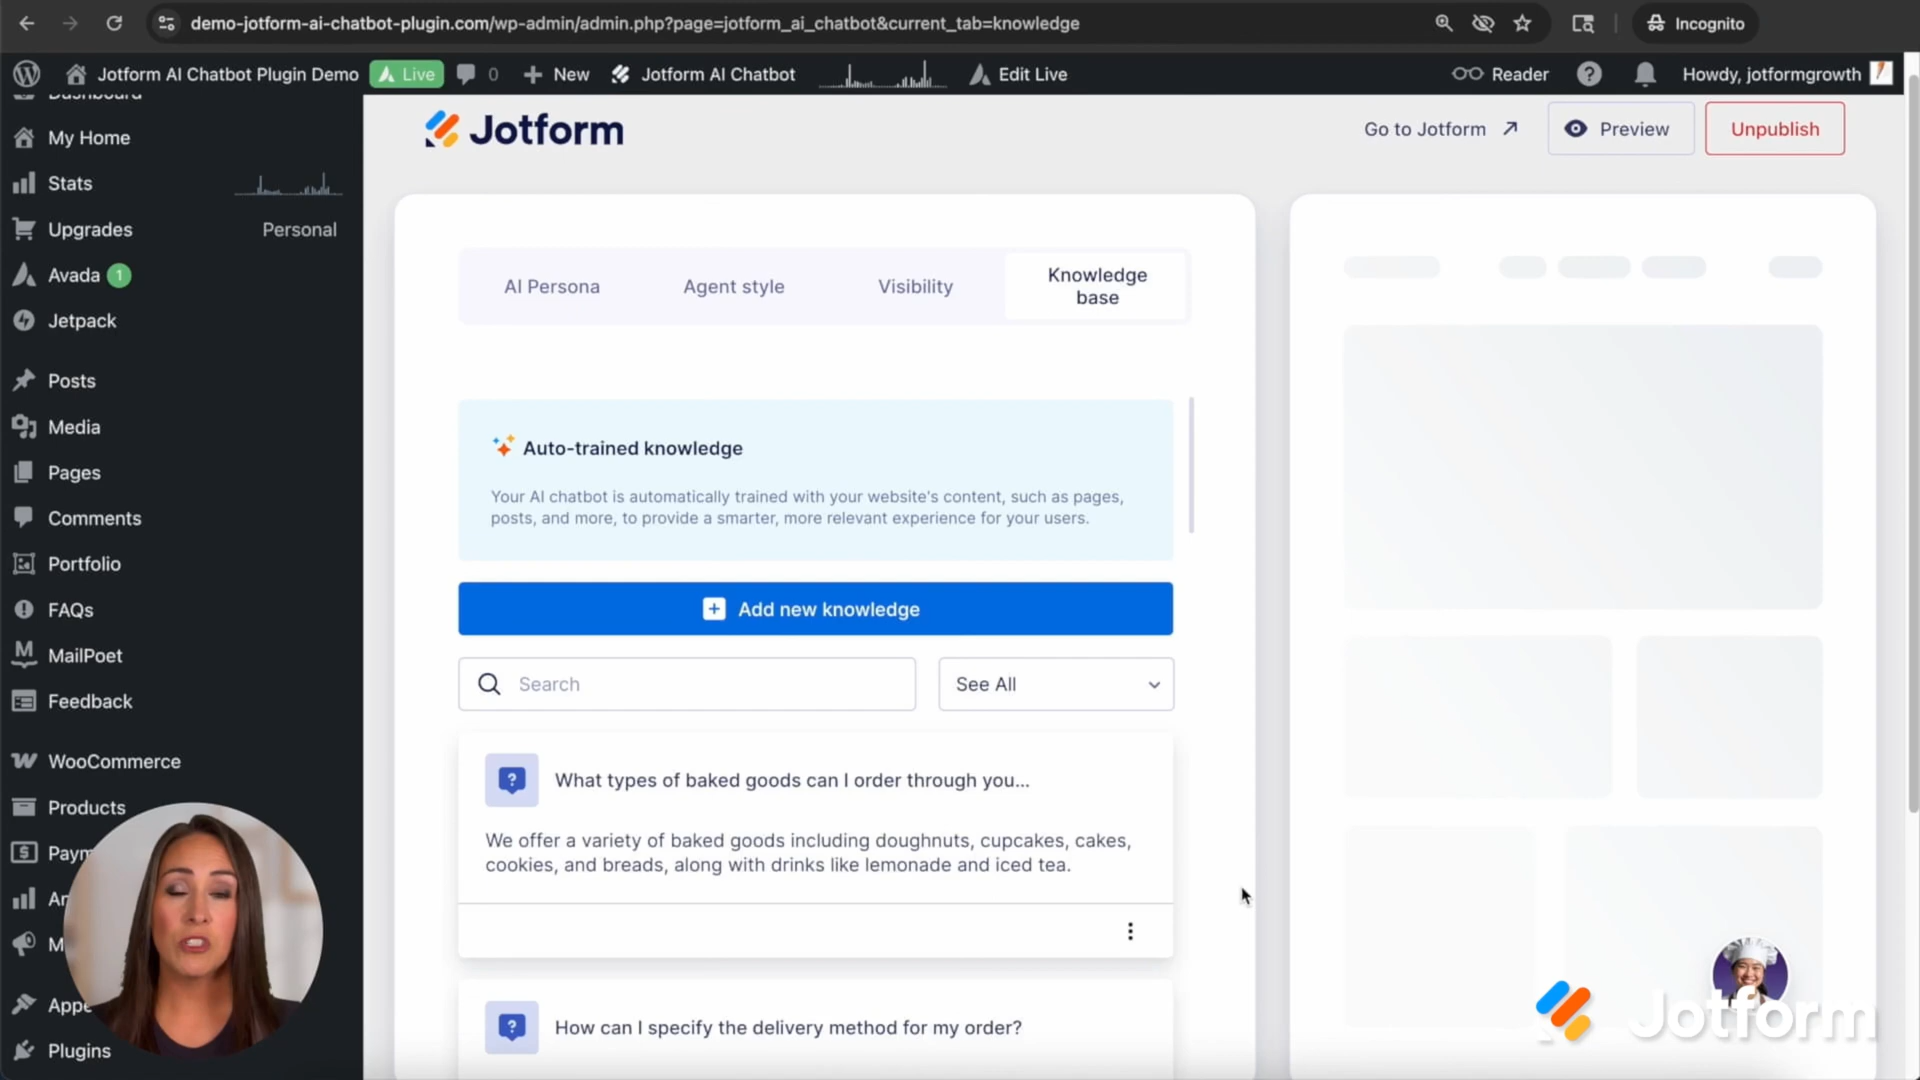 demo-jotform-ai-chatbot-plugin.com/wp-admin/admin.php?page=jotform_ai_chatbot&current_tab=knowledge
Incognito
Jotform AI Chatbot Plugin Demo
Live
0
New
Jotform AI Chatbot
Edit Live
Reader
Howdy, jotformgrowth
Dashboard
My Home
Stats
Upgrades
Personal
Avada
1
Jetpack
Posts
Media
Pages
Comments
Portfolio
FAQs
MailPoet
Feedback
WooCommerce
Products
Paym
An
M
Appe
Plugins
Jotform
Go to Jotform
Preview
Unpublish
AI Persona
Agent style
Visibility
Knowledge
base
Auto-trained knowledge
Your AI chatbot is automatically trained with your website's content, such as pages,
posts, and more, to provide a smarter, more relevant experience for your users.
Add new knowledge
Search
See All
What types of baked goods can I order through you...
We offer a variety of baked goods including doughnuts, cupcakes, cakes,
cookies, and breads, along with drinks like lemonade and iced tea.
How can I specify the delivery method for my order?
Jotform